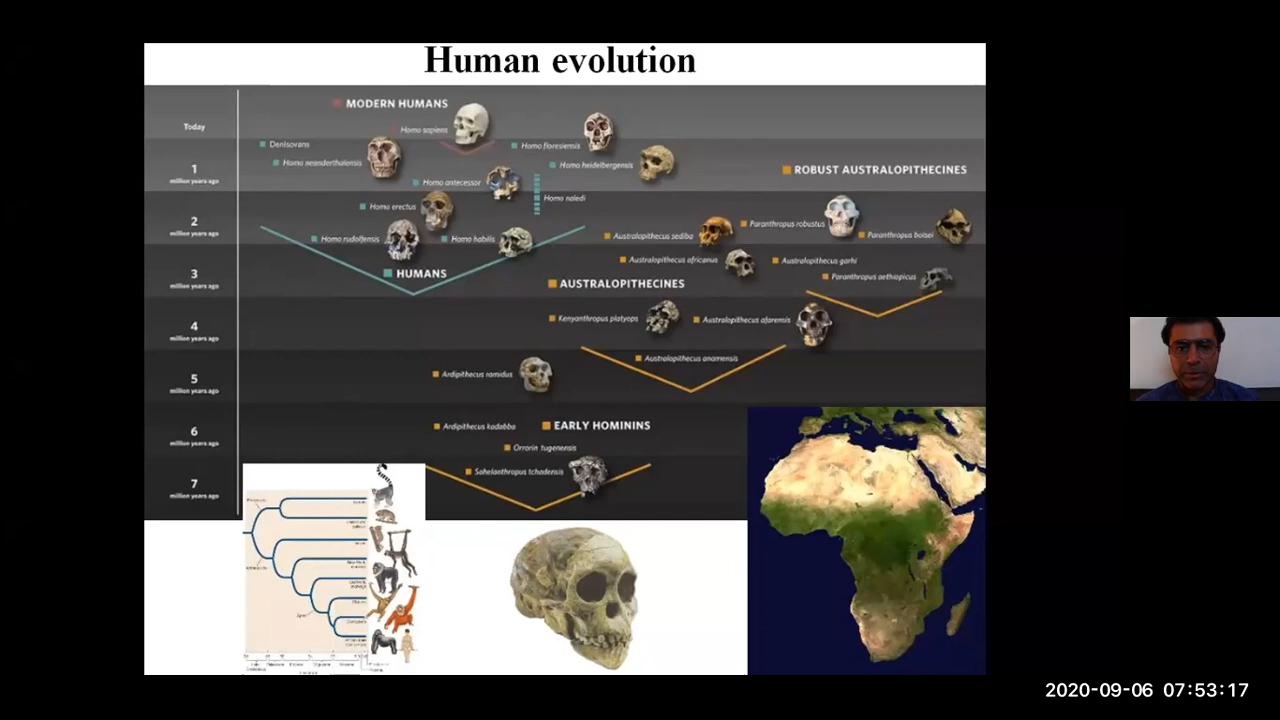 Human evolution
MODERN HUMANS
Today
Homo sapiens
Denisovans
Homo floresiensis
Homo neanderthalensis
Homo heidelbergensis
1
million years ago
ROBUST AUSTRALOPITHECINES
Homo antecessor
Homo naledi
Homo erectus
2
million years ago
Paranthropus robustus
Australopithecus sediba
Paranthropus boisei
Homo rudolfensis
Homo habilis
Australopithecus africanus
Australopithecus garhi
3
million years ago
HUMANS
Paranthropus aethiopicus
AUSTRALOPITHECINES
Kenyanthropus platyops
Australopithecus afarensis
4
million years ago
Australopithecus anamensis
5
million years ago
Ardipithecus ramidus
6
million years ago
Ardipithecus kadabba
EARLY HOMININS
Orrorin tugenensis
Sahelanthropus tchadensis
7
million years ago
2020-09-06 07:53:17